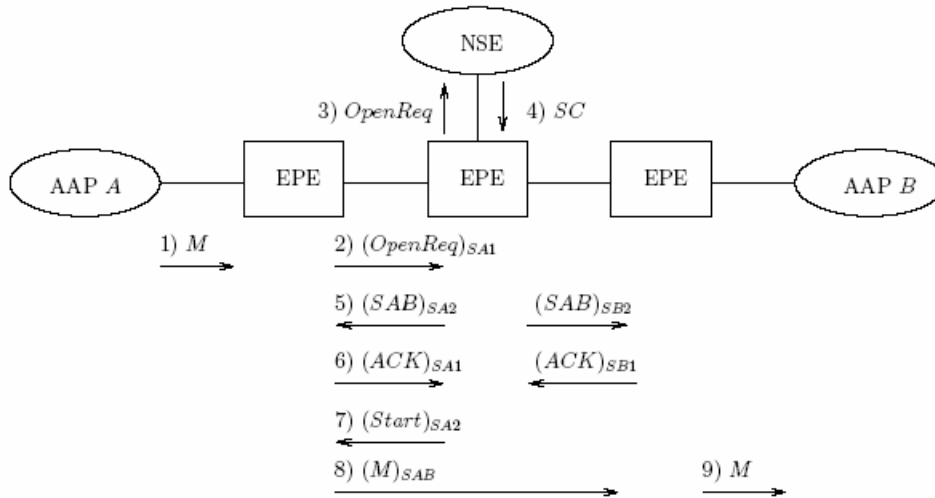 NSE
3) OpenReq
4) SC
AAP A
EPE
EPE
EPE
AAP B
1) M
2) (OpenReq)SA1
5) (SAB)SA2
(SAB)SB2
6) (ACK)SA1
(ACK)SB1
7) (Start)SA2
8) (M)SAB
9) M